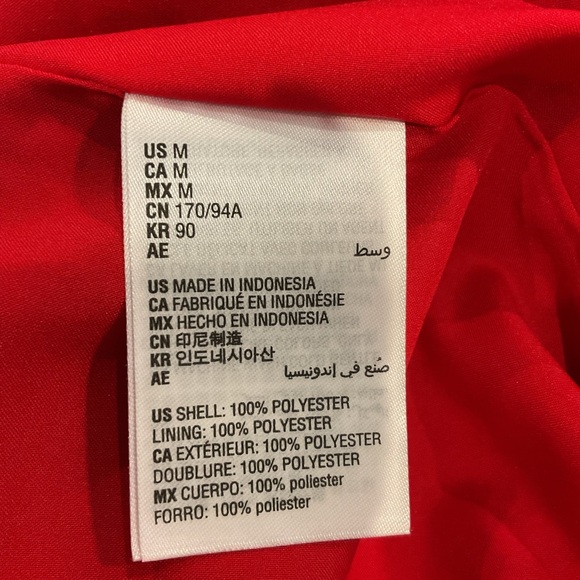 US M
CA M
MX M
CN 170/94A
KR 90
AE وسط
US MADE IN INDONESIA
CA FABRIQUÉ EN INDONÉSIE
MX HECHO EN INDONESIA
CN 印尼制造
KR 인도네시아산
AE صُنع في إندونيسيا
US SHELL: 100% POLYESTER
LINING: 100% POLYESTER
CA EXTÉRIEUR: 100% POLYESTER
DOUBLURE: 100% POLYESTER
MX CUERPO: 100% poliester
FORRO: 100% poliester